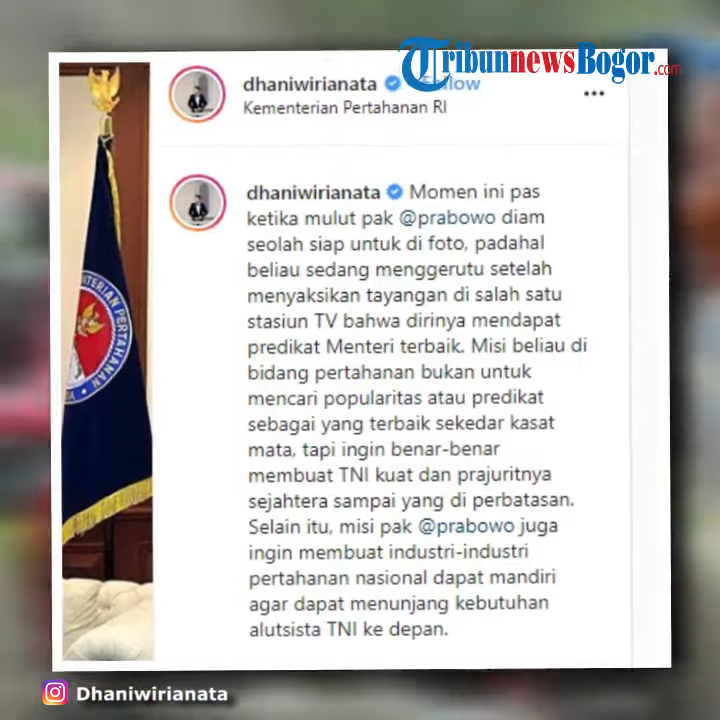 TribunnewsBogor.com
dhaniwirianata Follow
Kementerian Pertahanan RI
dhaniwirianata Momen ini pas
ketika mulut pak @prabowo diam
seolah siap untuk di foto, padahal
beliau sedang menggerutu setelah
menyaksikan tayangan di salah satu
stasiun TV bahwa dirinya mendapat
predikat Menteri terbaik. Misi beliau di
bidang pertahanan bukan untuk
mencari popularitas atau predikat
sebagai yang terbaik sekedar kasat
mata, tapi ingin benar-benar
membuat TNI kuat dan prajuritnya
sejahtera sampai yang di perbatasan.
Selain itu, misi pak @prabowo juga
ingin membuat industri-industri
pertahanan nasional dapat mandiri
agar dapat menunjang kebutuhan
alutsista TNI ke depan.
PERTAHANAN
Dhaniwirianata